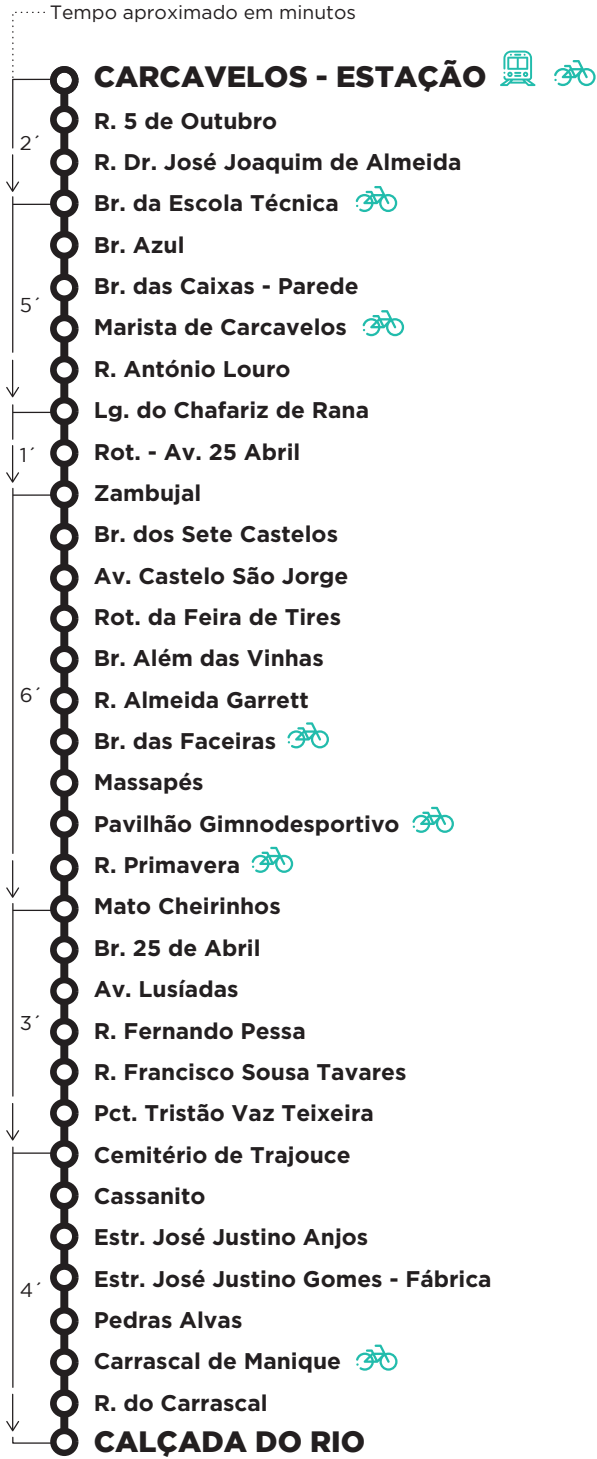 Tempo aproximado em minutos
CARCAVELOS - ESTAÇÃO
R. 5 de Outubro
2´
R. Dr. José Joaquim de Almeida
Br. da Escola Técnica
Br. Azul
Br. das Caixas - Parede
5´
Marista de Carcavelos
R. António Louro
Lg. do Chafariz de Rana
Rot. - Av. 25 Abril
1´
Zambujal
Br. dos Sete Castelos
Av. Castelo São Jorge
Rot. da Feira de Tires
Br. Além das Vinhas
6´
R. Almeida Garrett
Br. das Faceiras
Massapés
Pavilhão Gimnodesportivo
R. Primavera
Mato Cheirinhos
Br. 25 de Abril
Av. Lusíadas
3´
R. Fernando Pessa
R. Francisco Sousa Tavares
Pct. Tristão Vaz Teixeira
Cemitério de Trajouce
Cassanito
Estr. José Justino Anjos
Estr. José Justino Gomes - Fábrica
4´
Pedras Alvas
Carrascal de Manique
R. do Carrascal
CALÇADA DO RIO